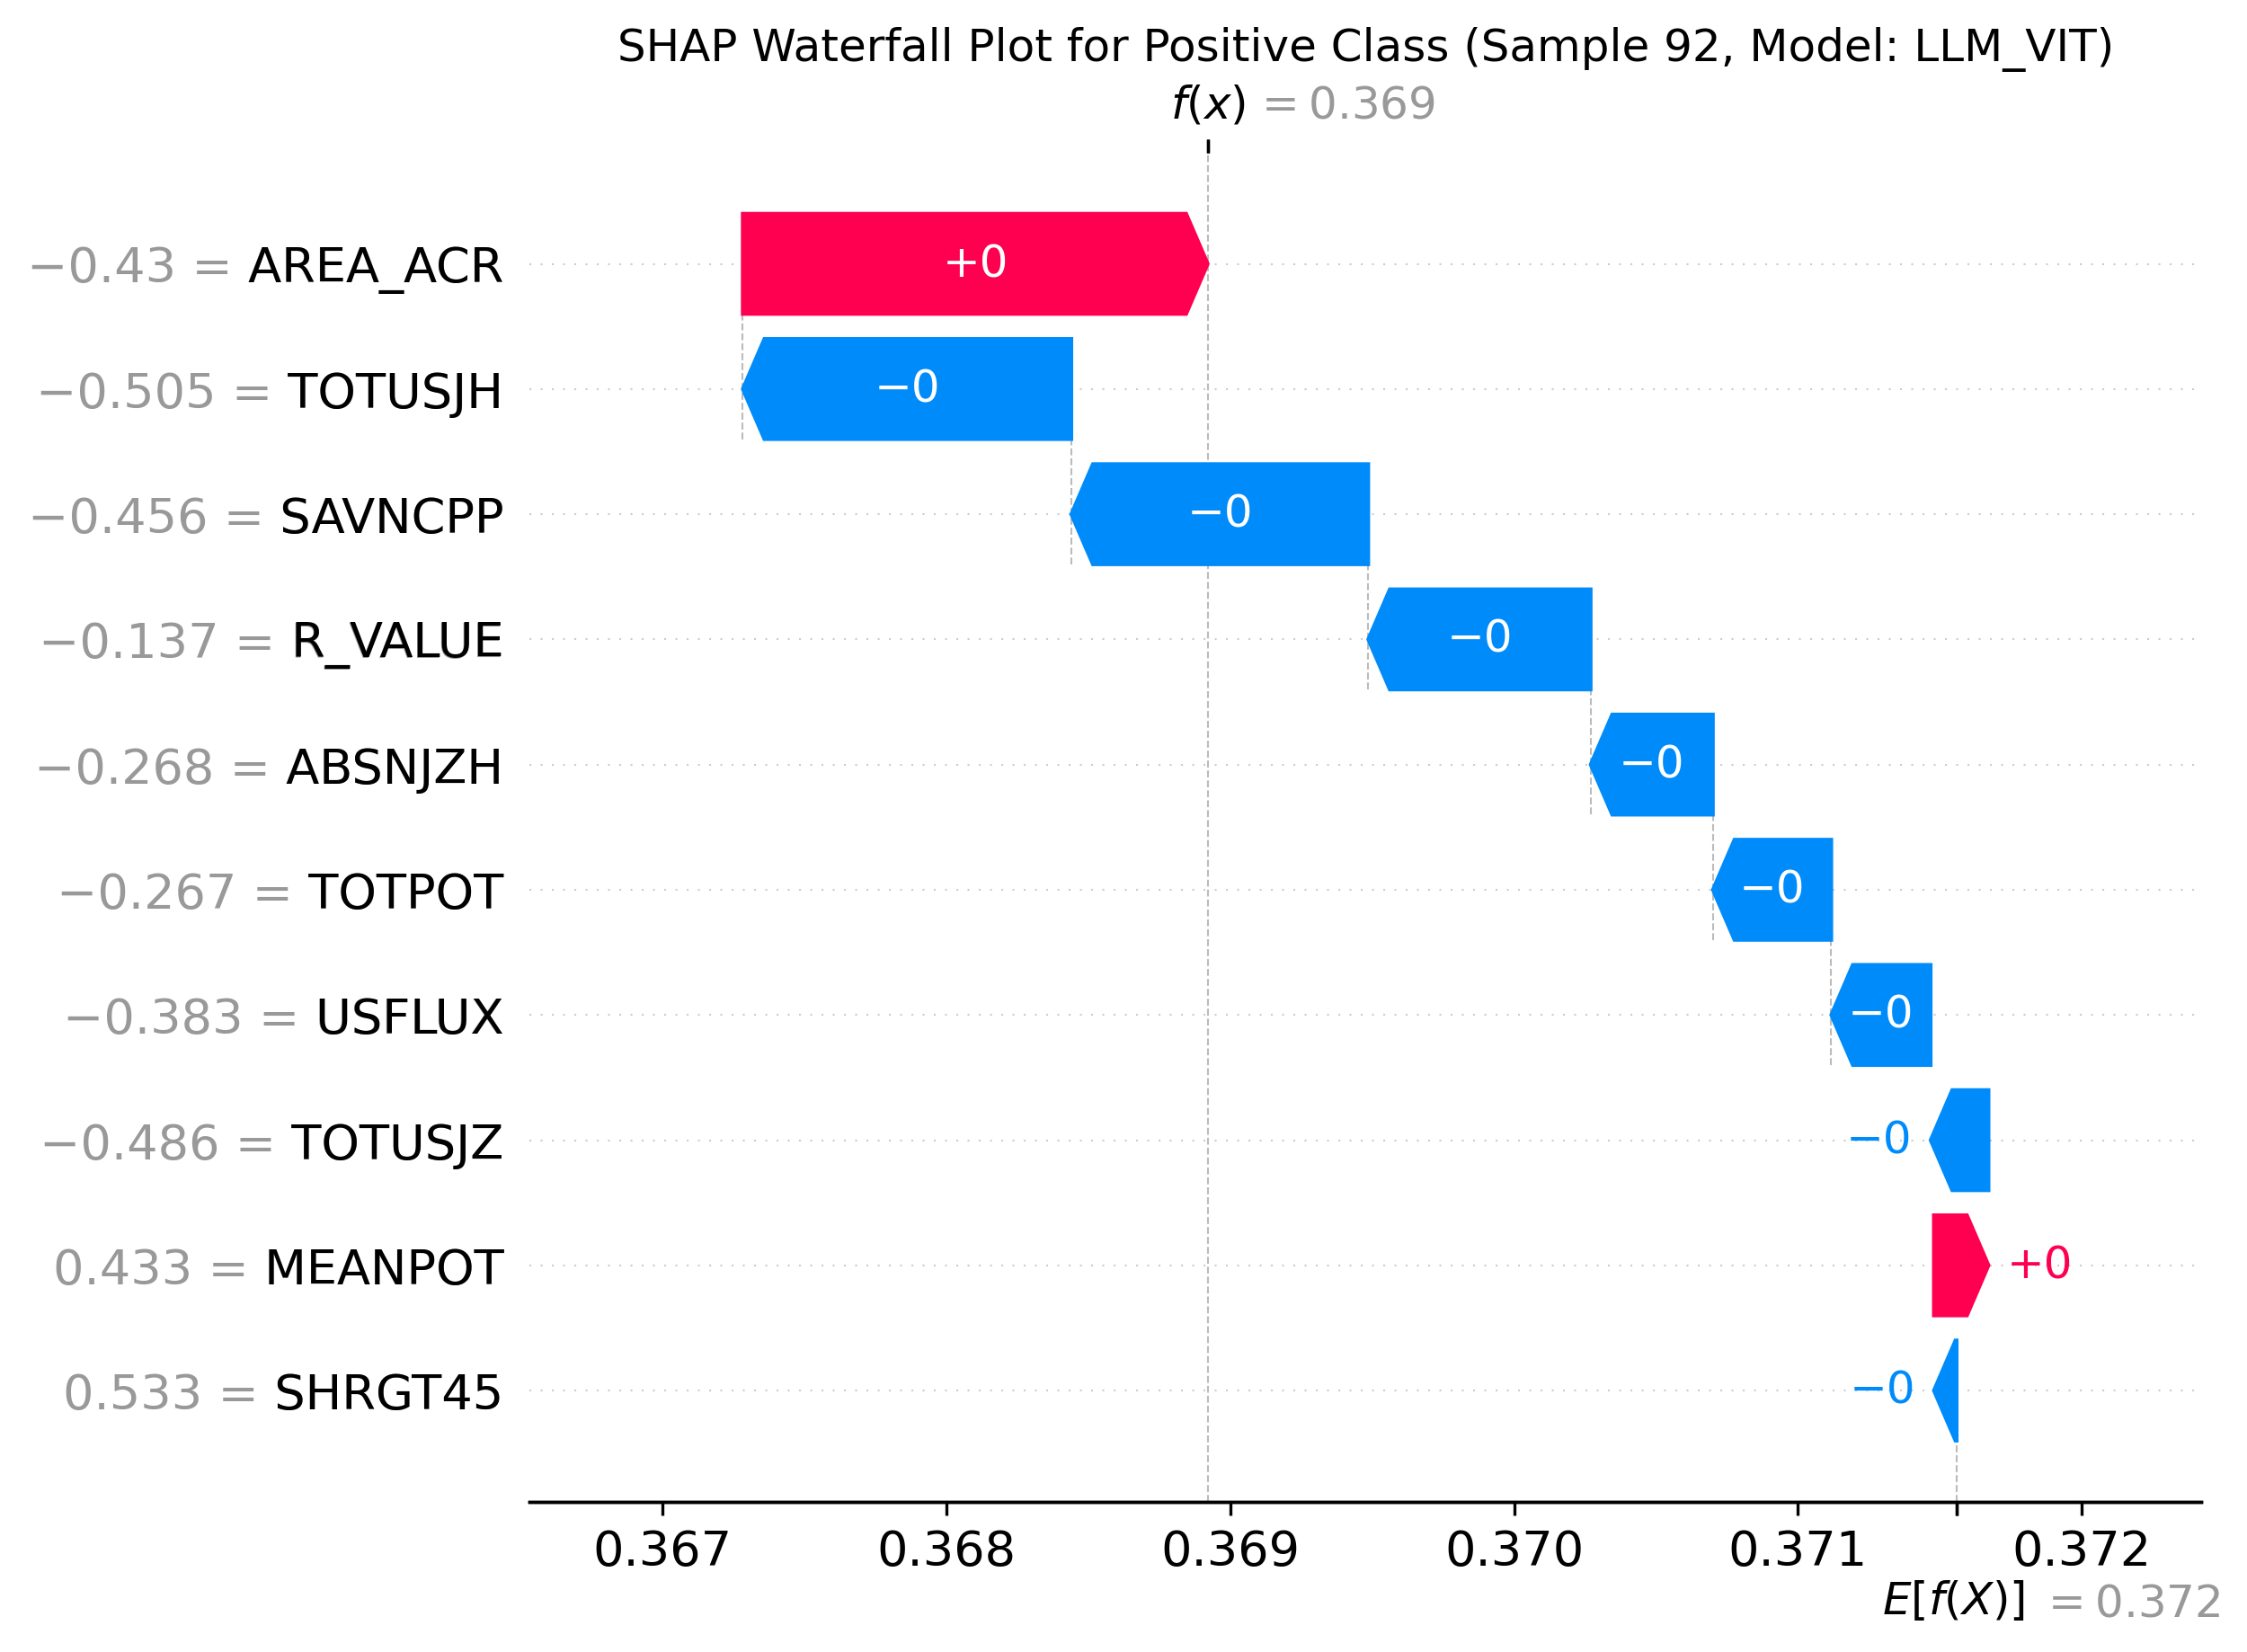 SHAP Waterfall Plot for Positive Class (Sample 92, Model: LLM_VIT)
f(x) = 0.369
−0.43 = AREA_ACR +0
−0.505 = TOTUSJH −0
−0.456 = SAVNCPP −0
−0.137 = R_VALUE −0
−0.268 = ABSNJZH −0
−0.267 = TOTPOT −0
−0.383 = USFLUX −0
−0.486 = TOTUSJZ −0
0.433 = MEANPOT +0
0.533 = SHRGT45 −0
0.367 0.368 0.369 0.370 0.371 0.372
E[f(X)] = 0.372